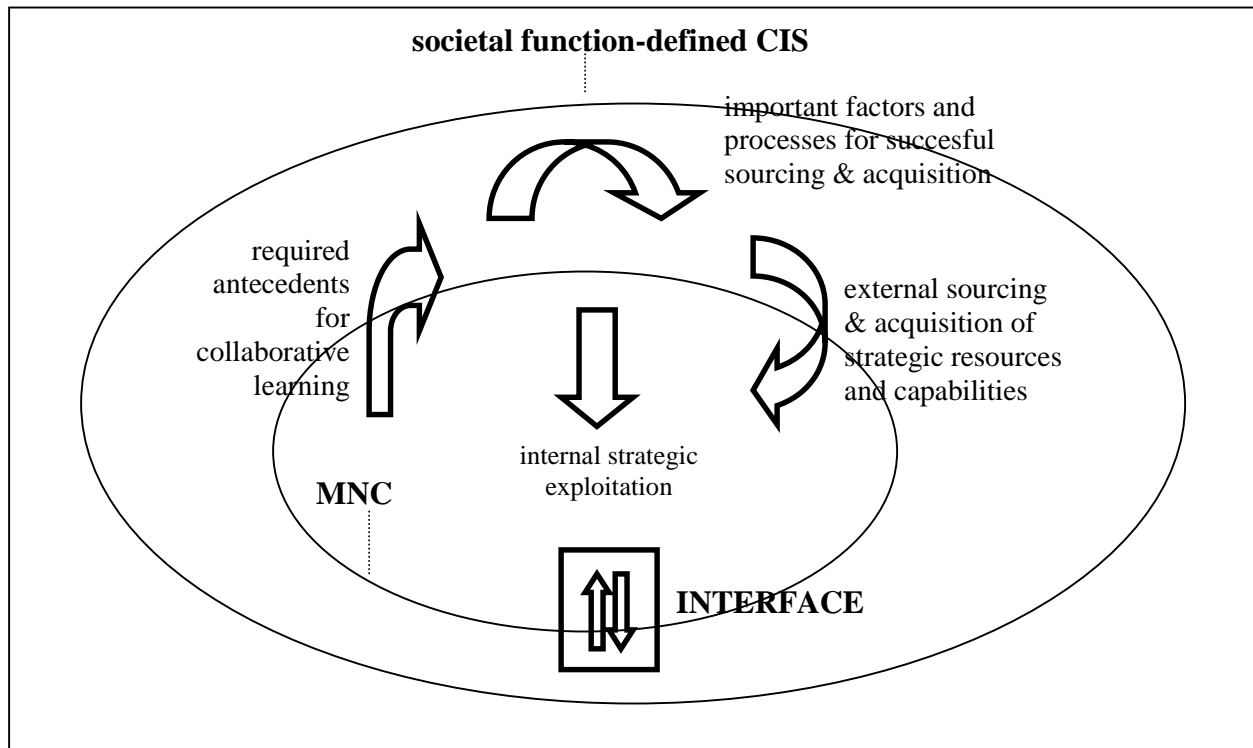 societal function-defined CIS
important factors and
processes for succesful
sourcing & acquisition
required
antecedents
for
collaborative
learning
external sourcing
& acquisition of
strategic resources
and capabilities
internal strategic
exploitation
MNC
INTERFACE